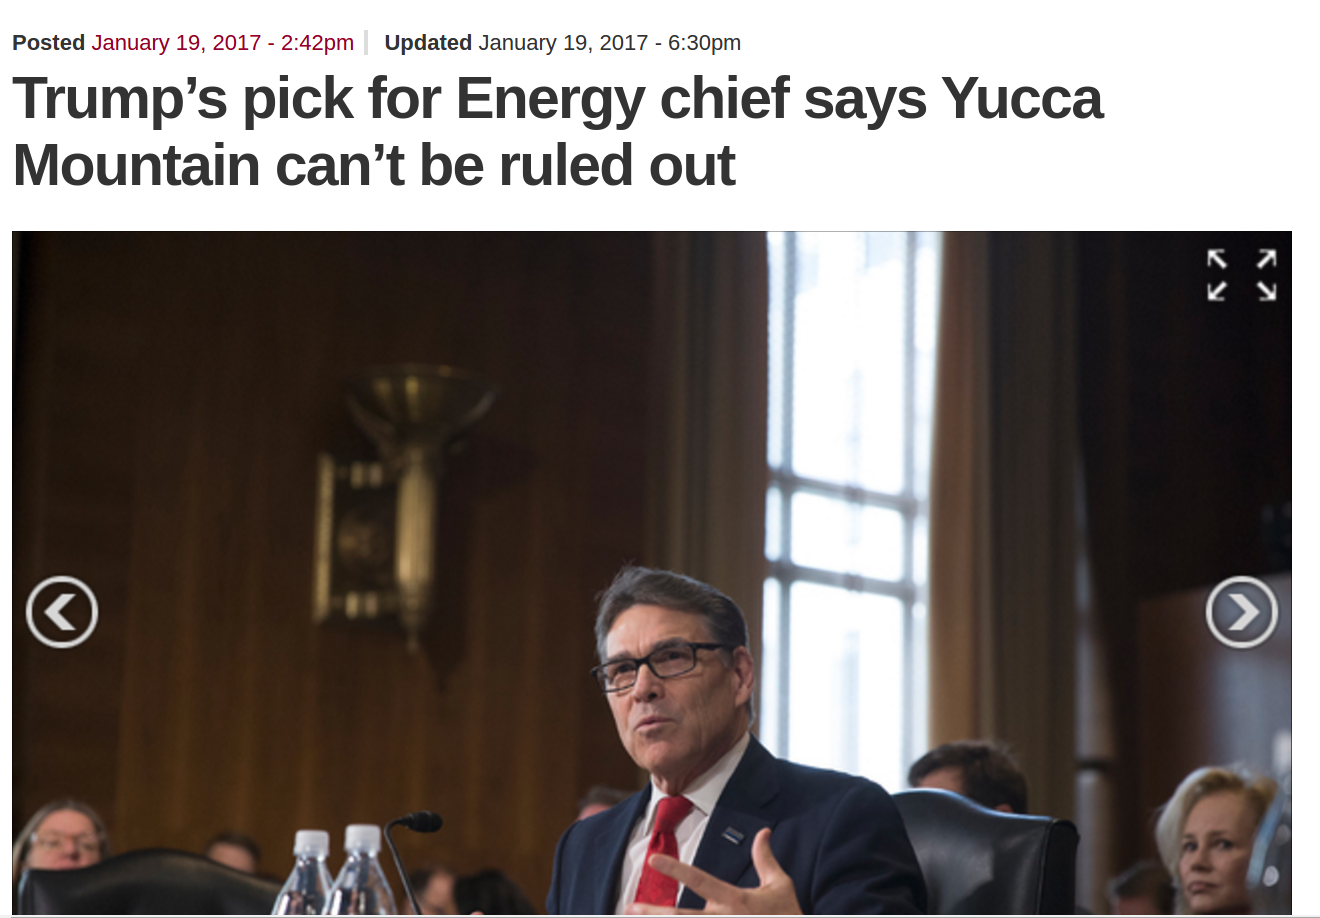 Posted January 19, 2017 - 2:42pm Updated January 19, 2017 - 6:30pm
Trump’s pick for Energy chief says Yucca
Mountain can’t be ruled out